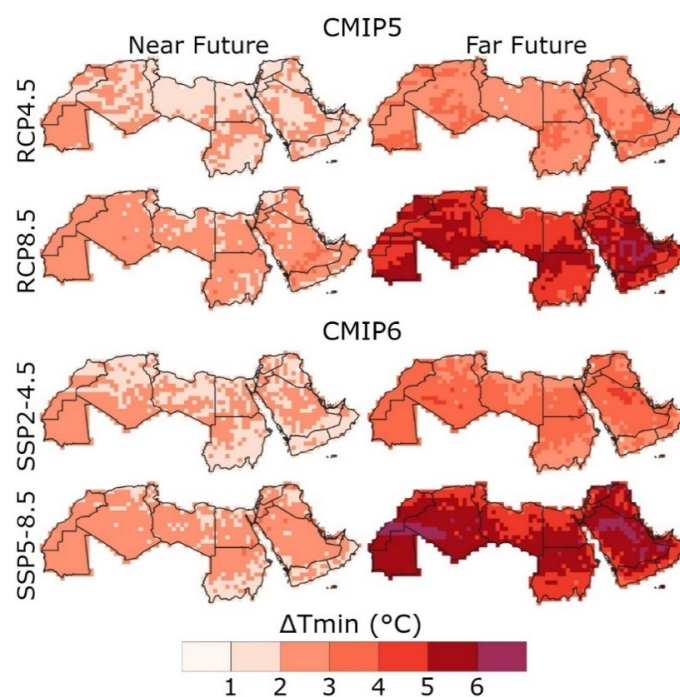 CMIP5
Near Future Far Future
RCP4.5
RCP8.5
CMIP6
SSP2-4.5
SSP5-8.5
ΔTmin (°C)
1 2 3 4 5 6